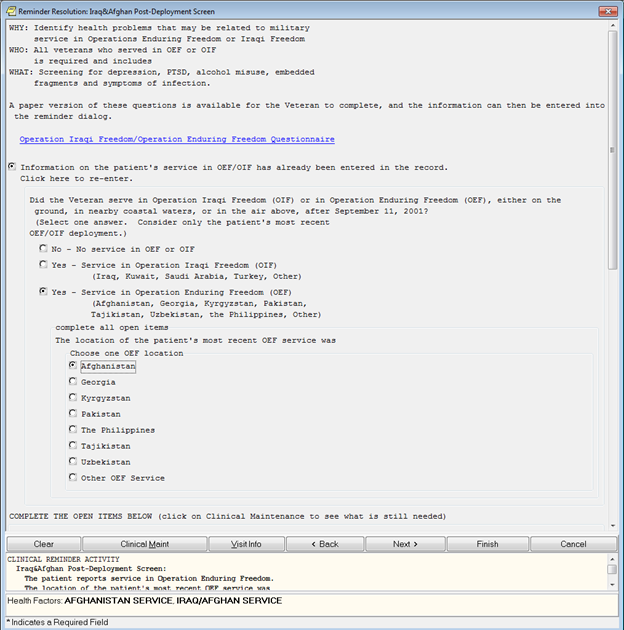 Reminder Resolution: Iraq&Afghan Post-Deployment Screen
WHY: Identify health problems that may be related to military
service in Operations Enduring Freedom or Iraqi Freedom
WHO: All veterans who served in OEF or OIF
is required and includes
WHAT: Screening for depression, PTSD, alcohol misuse, embedded
fragments and symptoms of infection.
A paper version of these questions is available for the Veteran to complete, and the information can then be entered into
the reminder dialog.
Operation Iraqi Freedom/Operation Enduring Freedom Questionnaire
Information on the patient's service in OEF/OIF has already been entered in the record.
Click here to re-enter.
Did the Veteran serve in Operation Iraqi Freedom (OIF) or in Operation Enduring Freedom (OEF), either on the
ground, in nearby coastal waters, or in the air above, after September 11, 2001?
(Select one answer.  Consider only the patient's most recent
OEF/OIF deployment.)
No - No service in OEF or OIF
Yes - Service in Operation Iraqi Freedom (OIF)
(Iraq, Kuwait, Saudi Arabia, Turkey, Other)
Yes - Service in Operation Enduring Freedom (OEF)
(Afghanistan, Georgia, Kyrgyzstan, Pakistan,
Tajikistan, Uzbekistan, the Philippines, Other)
complete all open items
The location of the patient's most recent OEF service was
Choose one OEF location
Afghanistan
Georgia
Kyrgyzstan
Pakistan
The Philippines
Tajikistan
Uzbekistan
Other OEF Service
COMPLETE THE OPEN ITEMS BELOW (click on Clinical Maintenance to see what is still needed)
Clear Clinical Maint Visit Info < Back Next > Finish Cancel
CLINICAL REMINDER ACTIVITY
Iraq&Afghan Post-Deployment Screen:
The patient reports service in Operation Enduring Freedom.
The location of the patient's most recent OEF service was
Health Factors: AFGHANISTAN SERVICE, IRAQ/AFGHAN SERVICE
* Indicates a Required Field